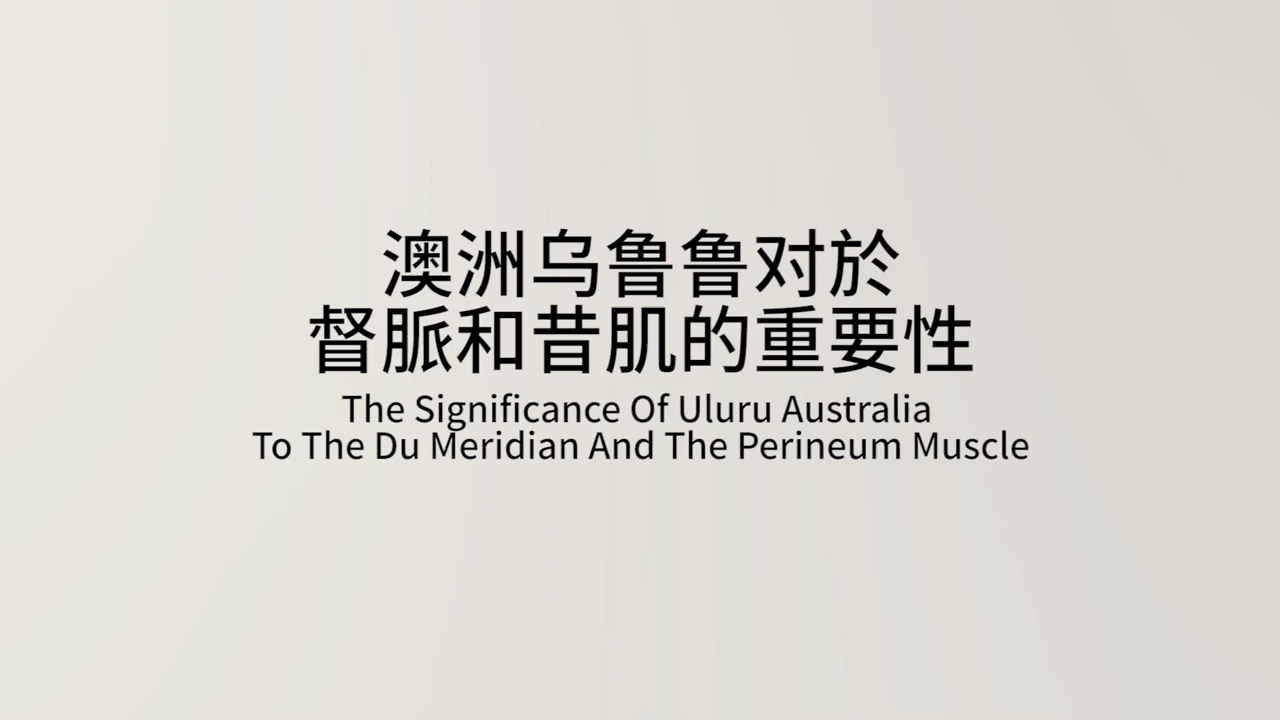 澳洲乌鲁鲁对於
督脈和昔肌的重要性
The Significance Of Uluru Australia
To The Du Meridian And The Perineum Muscle